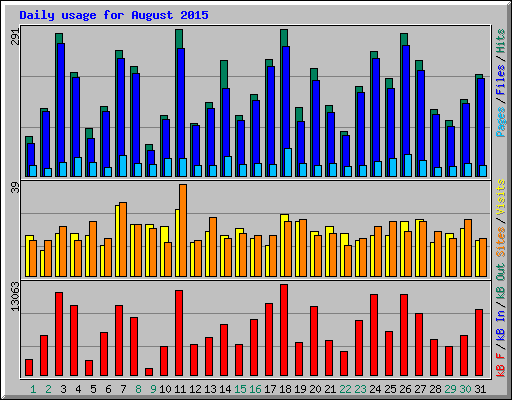 Daily usage for August 2015
291
Pages / Files / Hits
39
Sites / Visits
13063
kB F / kB In / kB Out
1 2 3 4 5 6 7 8 9 10 11 12 13 14 15 16 17 18 19 20 21 22 23 24 25 26 27 28 29 30 31